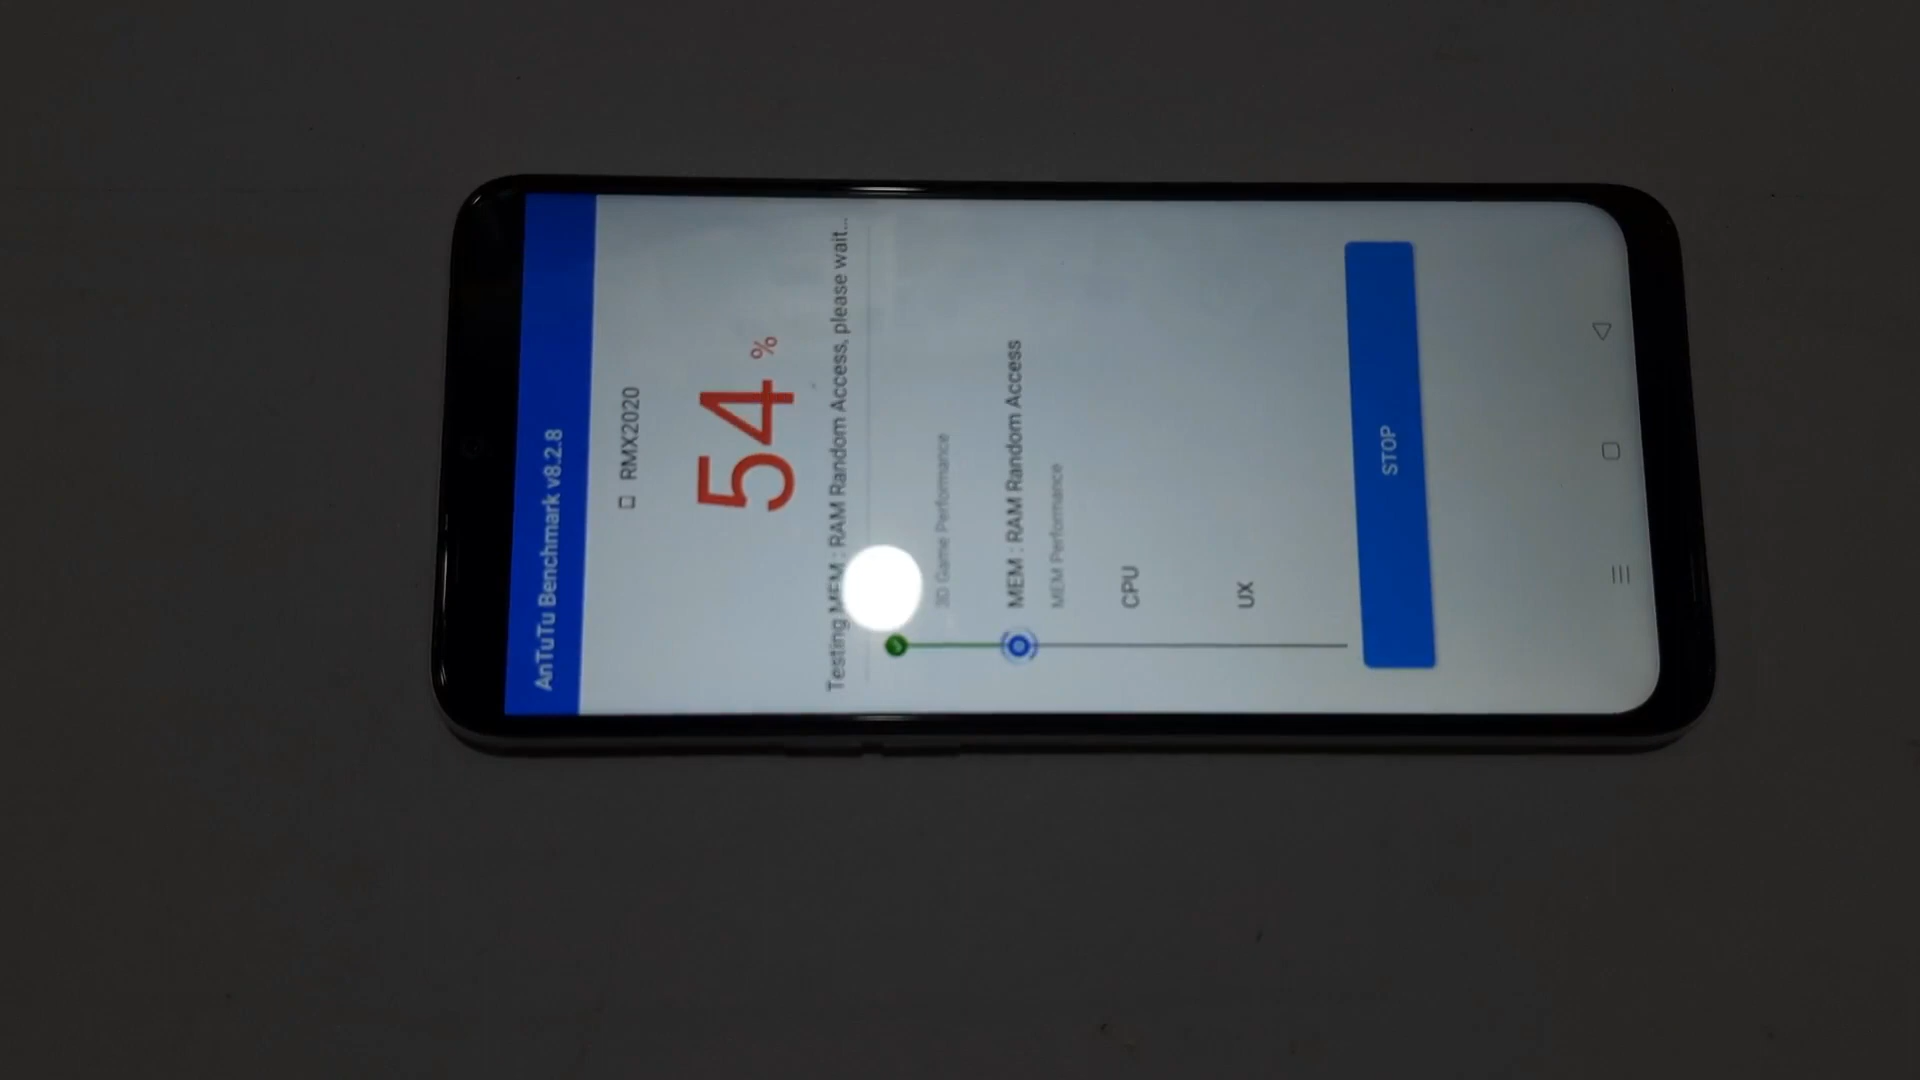 AnTuTu Benchmark v8.2.8
RMX2020
54 %
Testing MEM : RAM Random Access, please wait...
3D Game Performance
MEM : RAM Random Access
MEM Performance
CPU
UX
STOP